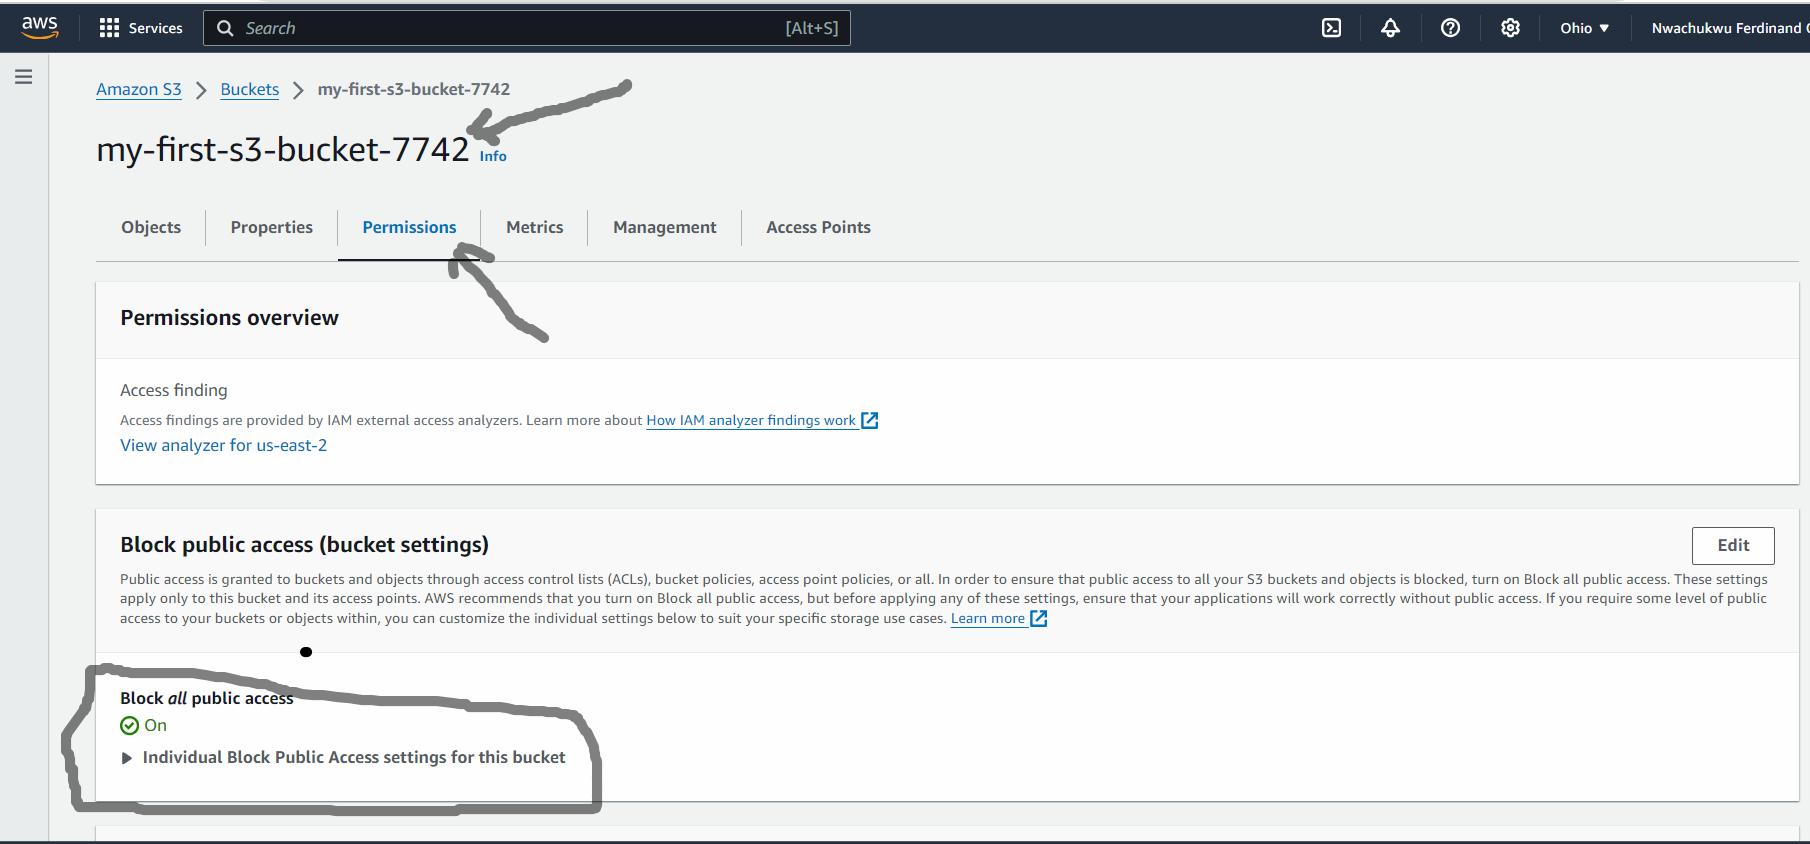 aws Services Search [Alt+S] Ohio Nwachukwu Ferdinand
Amazon S3 Buckets my-first-s3-bucket-7742
my-first-s3-bucket-7742 Info
Objects Properties Permissions Metrics Management Access Points
Permissions overview
Access finding
Access findings are provided by IAM external access analyzers. Learn more about How IAM analyzer findings work
View analyzer for us-east-2
Block public access (bucket settings) Edit
Public access is granted to buckets and objects through access control lists (ACLs), bucket policies, access point policies, or all. In order to ensure that public access to all your S3 buckets and objects is blocked, turn on Block all public access. These settings
apply only to this bucket and its access points. AWS recommends that you turn on Block all public access, but before applying any of these settings, ensure that your applications will work correctly without public access. If you require some level of public
access to your buckets or objects within, you can customize the individual settings below to suit your specific storage use cases. Learn more
Block all public access
On
Individual Block Public Access settings for this bucket